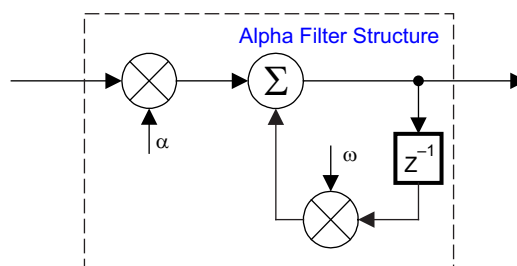 Alpha Filter Structure
Σ
α
ω
Z⁻¹